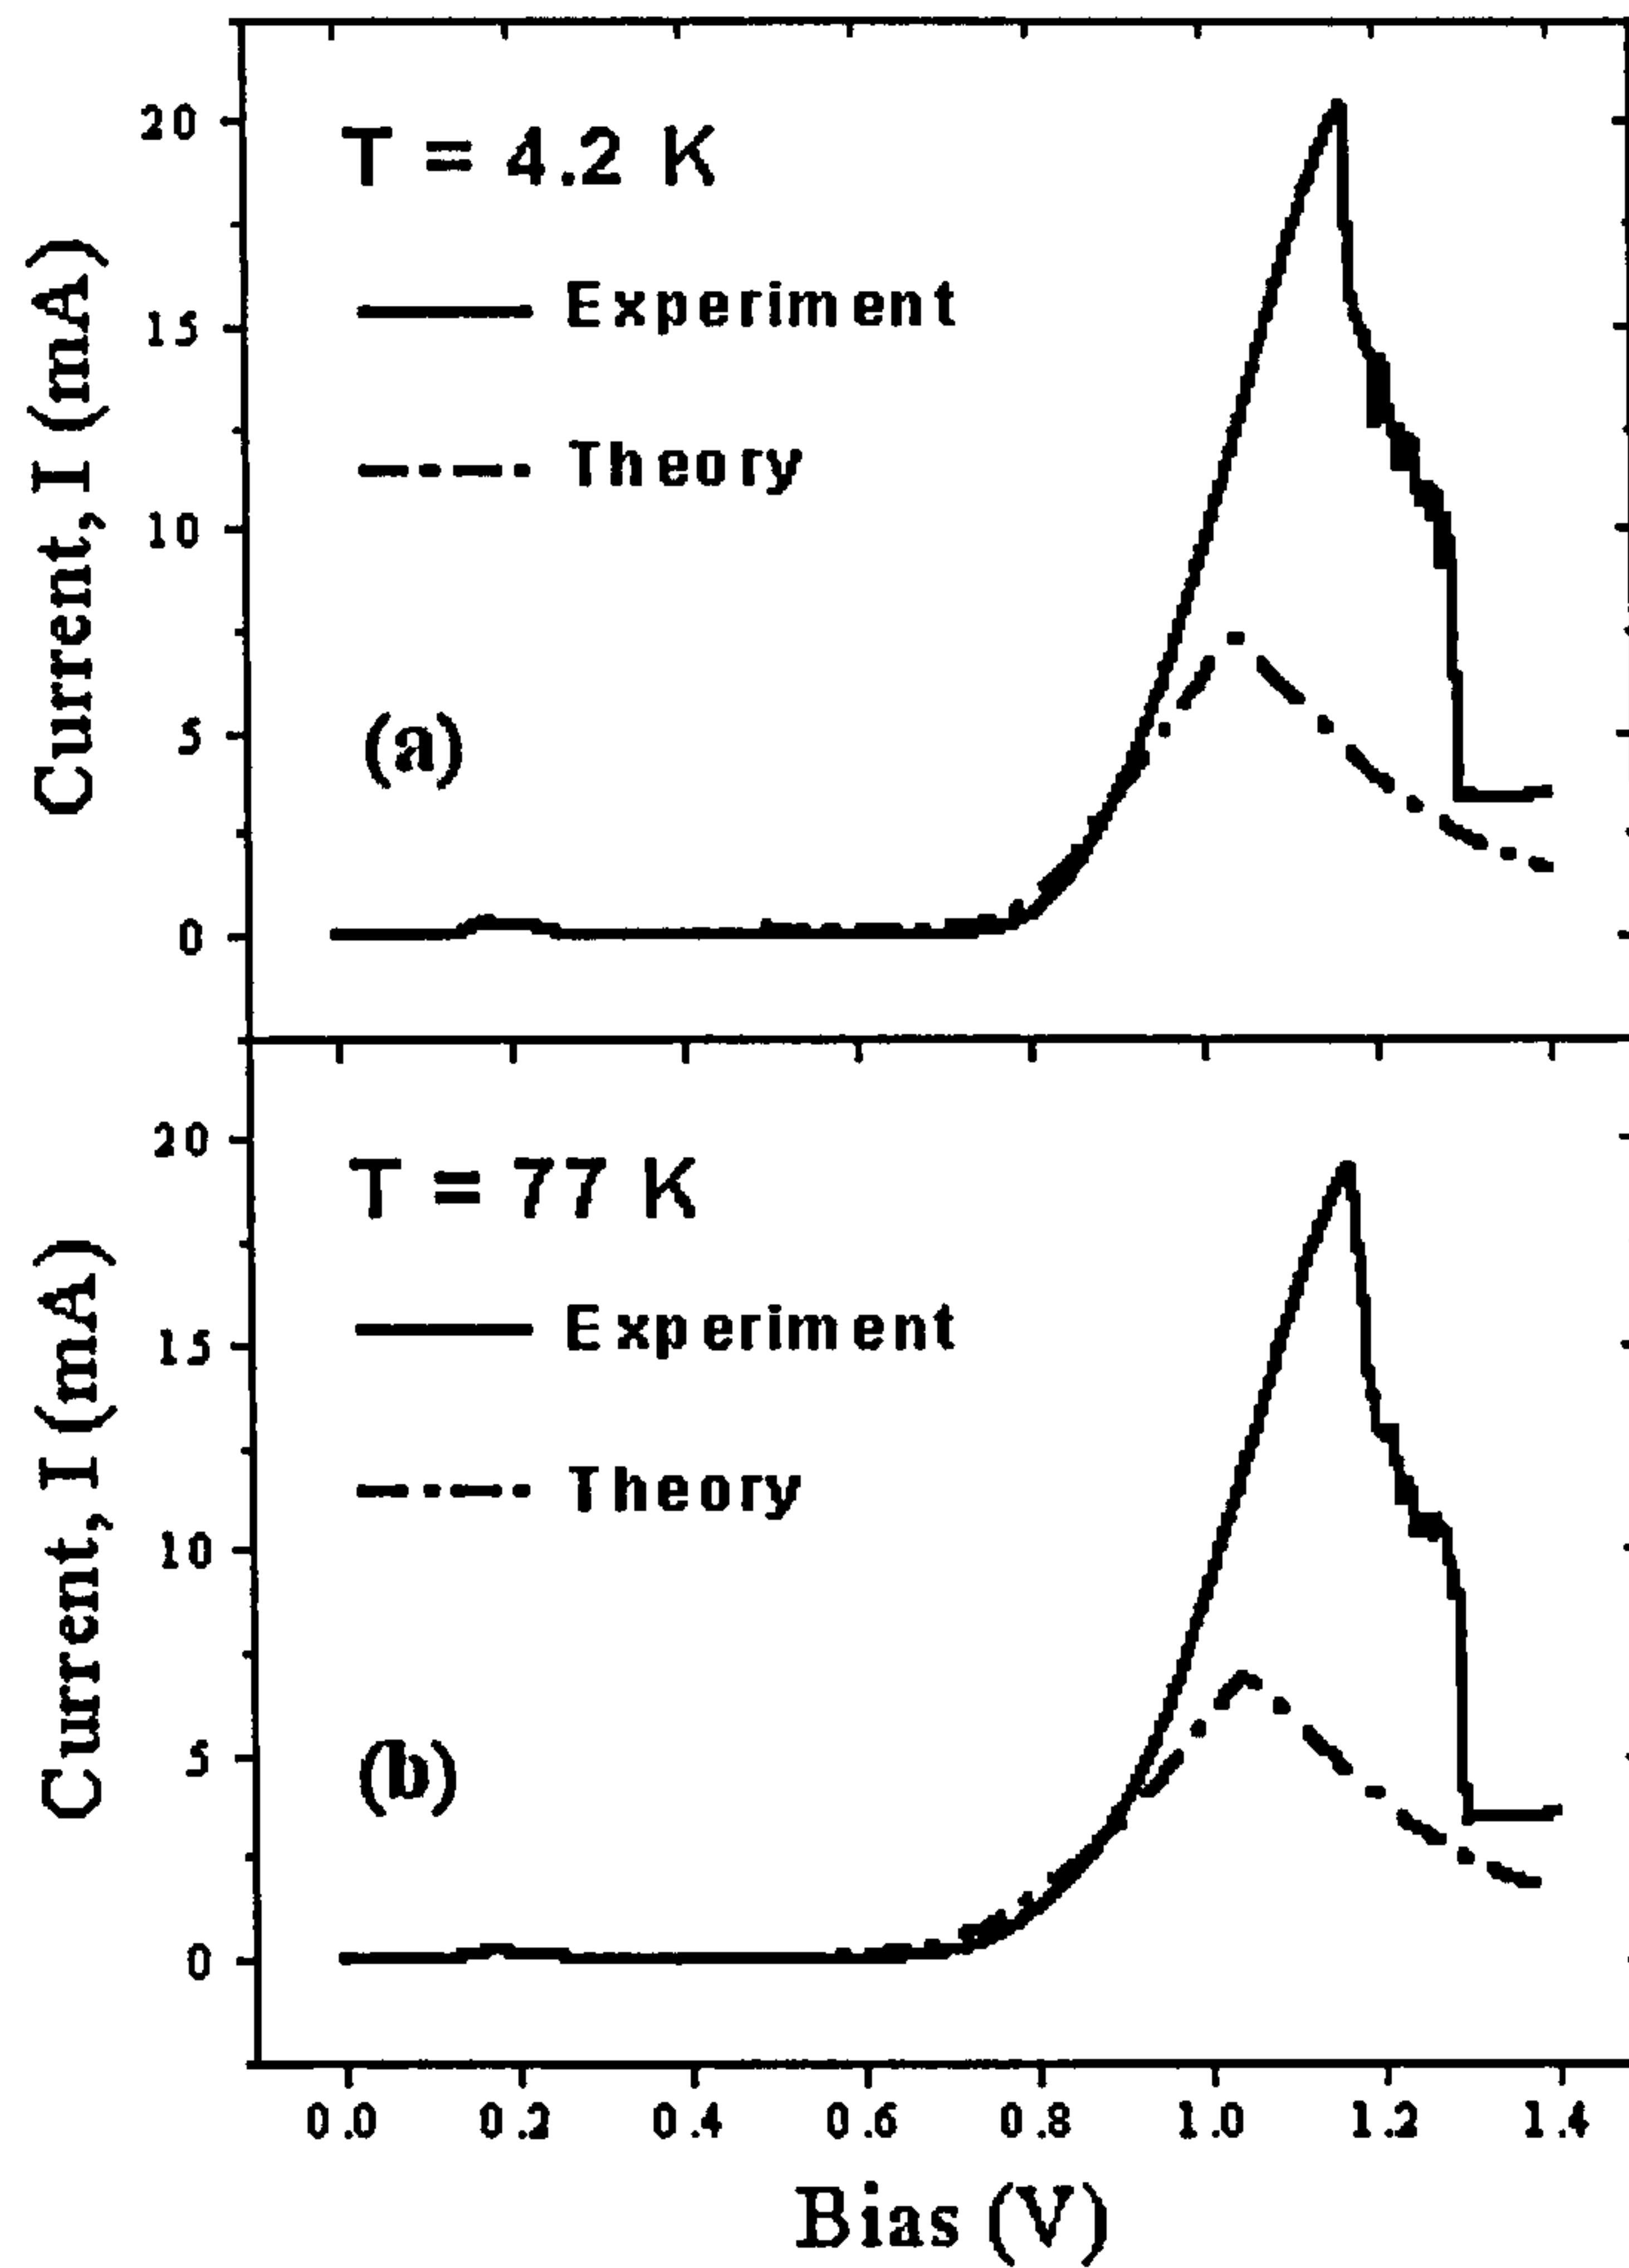 20
T = 4.2 K
Experiment
15
Theory
10
5
(a)
0
Current, I (mA)
20
T = 77 K
Experiment
15
Theory
10
5
(b)
0
Current, I (mA)
0.0 0.2 0.4 0.6 0.8 1.0 1.2 1.4
Bias (V)